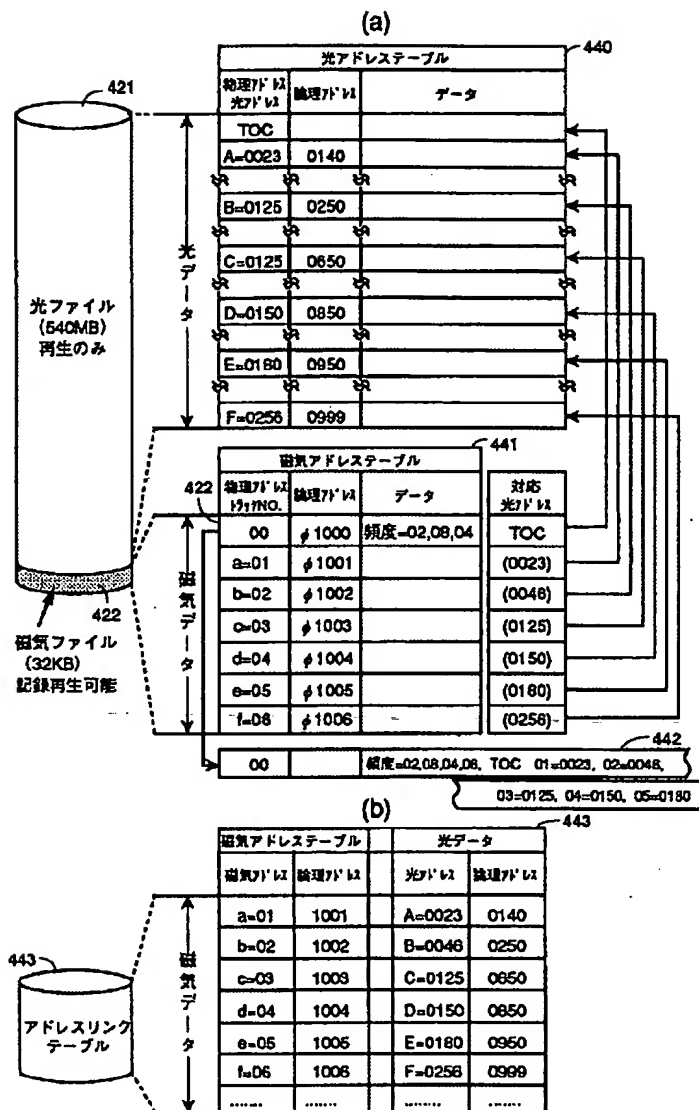 (a)
440
光アドレステーブル
物理アドレス 光アドレス 論理アドレス データ
TOC
A=0023 0140
B=0125 0250
C=0125 0650
D=0150 0850
E=0180 0950
F=0256 0999
光データ
421
光ファイル
(540MB)
再生のみ
422
磁気ファイル
(32KB)
記録再生可能
441
磁気アドレステーブル
422
物理アドレス トラックNO. 論理アドレス データ 対応 光アドレス
00 φ1000 頻度=02,08,04 TOC
a=01 φ1001 (0023)
b=02 φ1002 (0046)
c=03 φ1003 (0125)
d=04 φ1004 (0150)
e=05 φ1005 (0180)
f=06 φ1006 (0256)
磁気データ
442
00 頻度=02,08,04,06, TOC 01=0023, 02=0046,
03=0125, 04=0150, 05=0180
(b)
443
磁気アドレステーブル 光データ
磁気アドレス 論理アドレス 光アドレス 論理アドレス
a=01 1001 A=0023 0140
b=02 1002 B=0046 0250
c=03 1003 C=0125 0650
d=04 1004 D=0150 0850
e=05 1005 E=0180 0950
f=06 1006 F=0256 0999
....... ....... ....... .......
磁気データ
443
アドレスリンク
テーブル